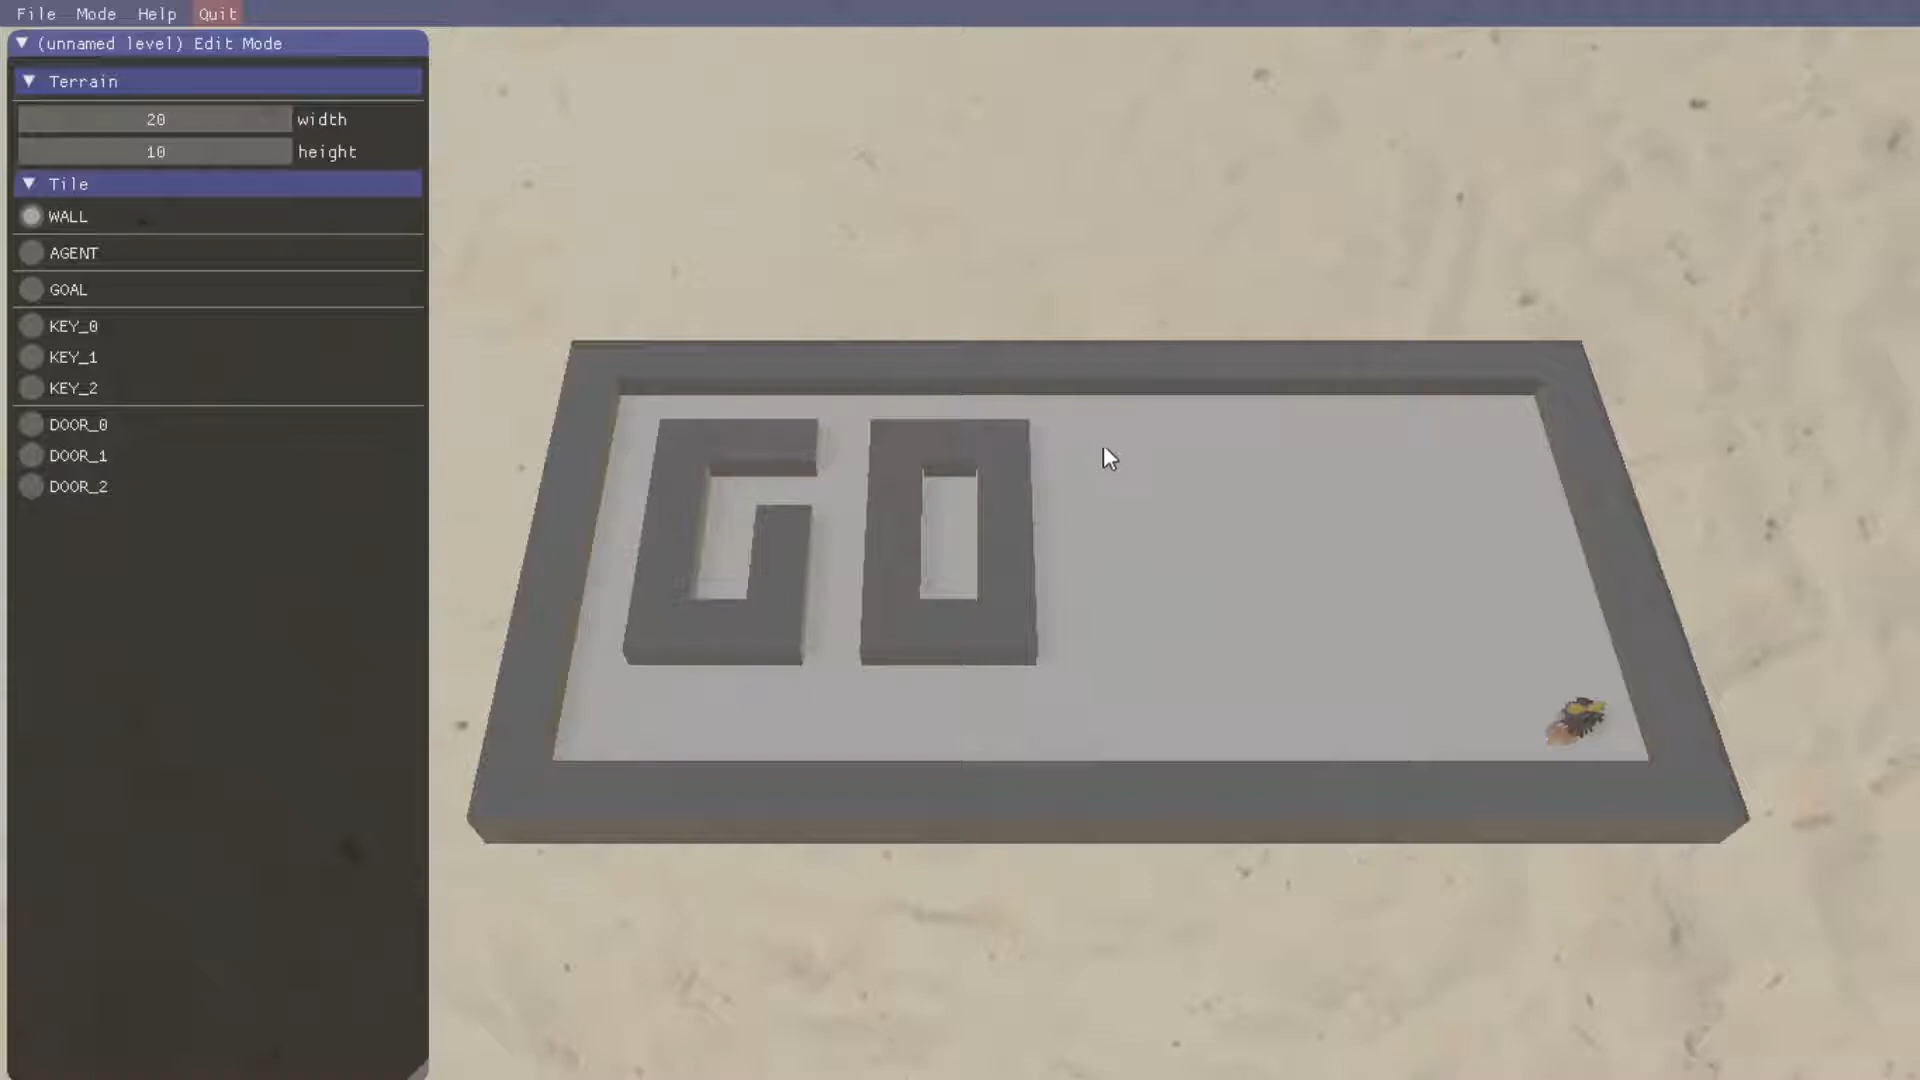 File Mode Help Quit
(unnamed level) Edit Mode
Terrain
20 width
10 height
Tile
WALL
AGENT
GOAL
KEY_0
KEY_1
KEY_2
DOOR_0
DOOR_1
DOOR_2
GO